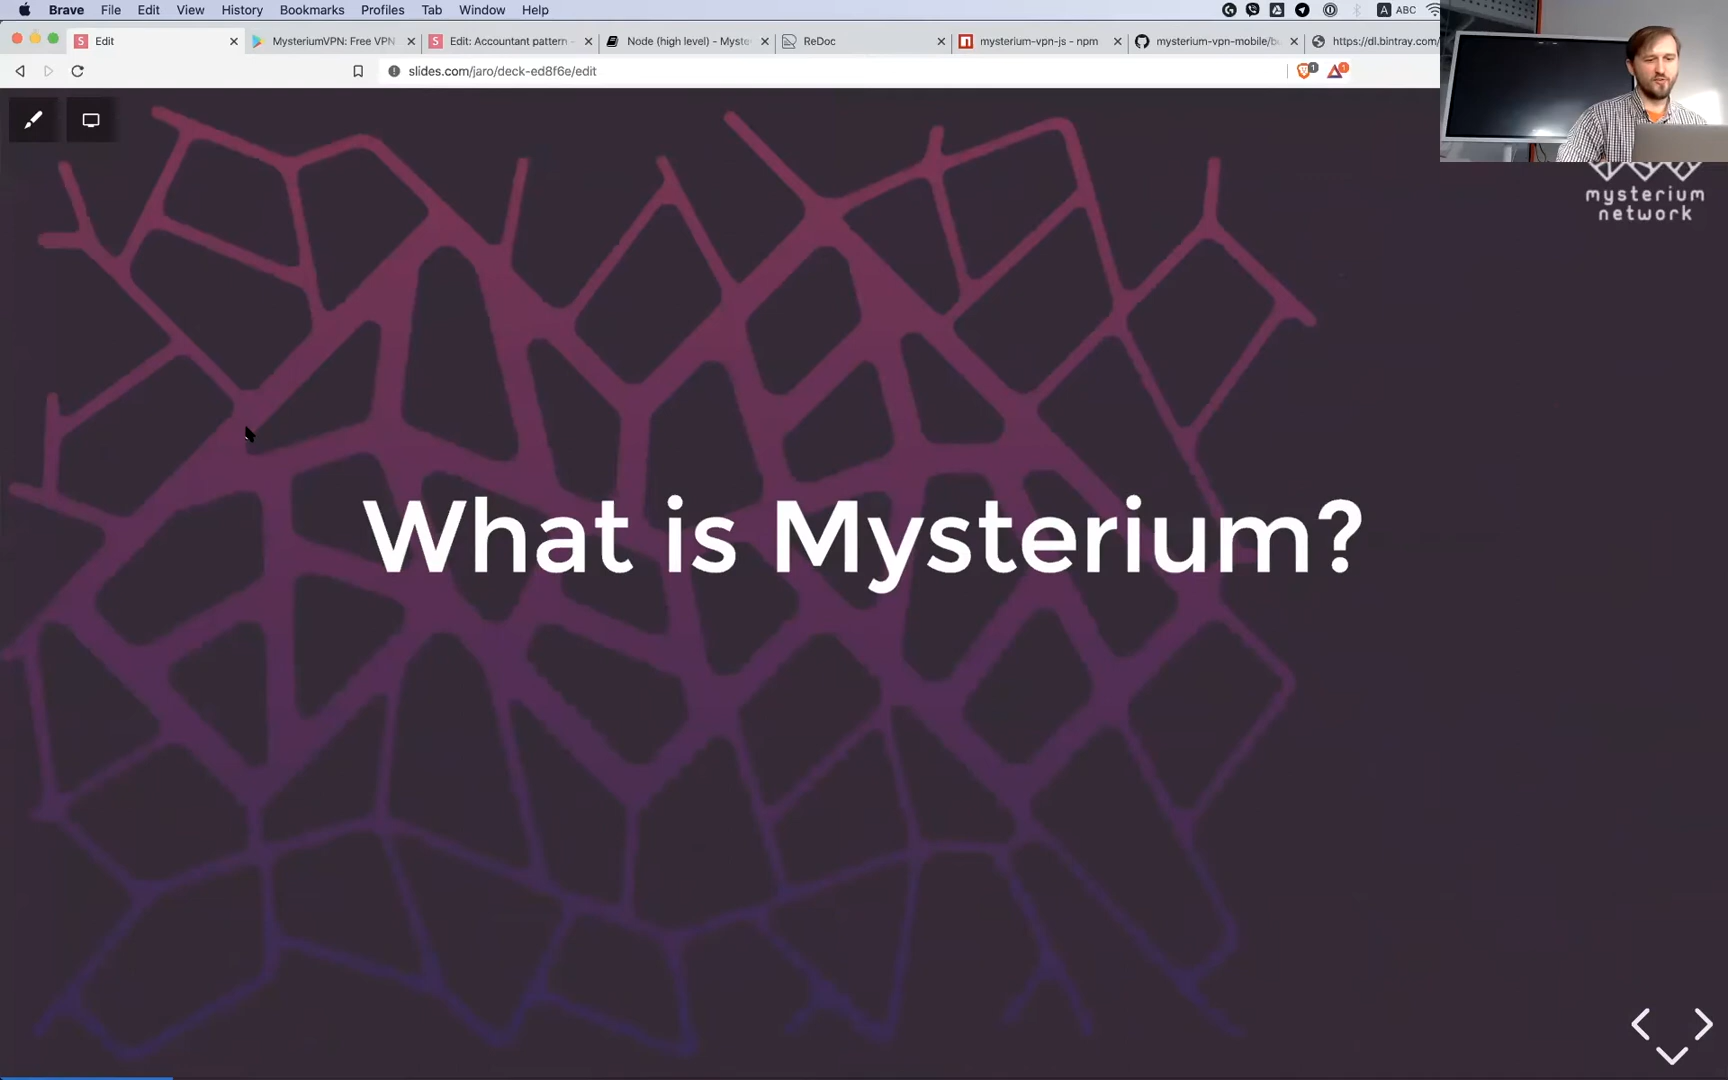 Brave File Edit View History Bookmarks Profiles Tab Window Help
A ABC
Edit
MysteriumVPN: Free VPN
Edit: Accountant pattern -
Node (high level) – Myste
ReDoc
mysterium-vpn-js - npm
mysterium-vpn-mobile/b
https://dl.bintray.com/
slides.com/jaro/deck-ed8f6e/edit
1
1
mysterium
network
What is Mysterium?